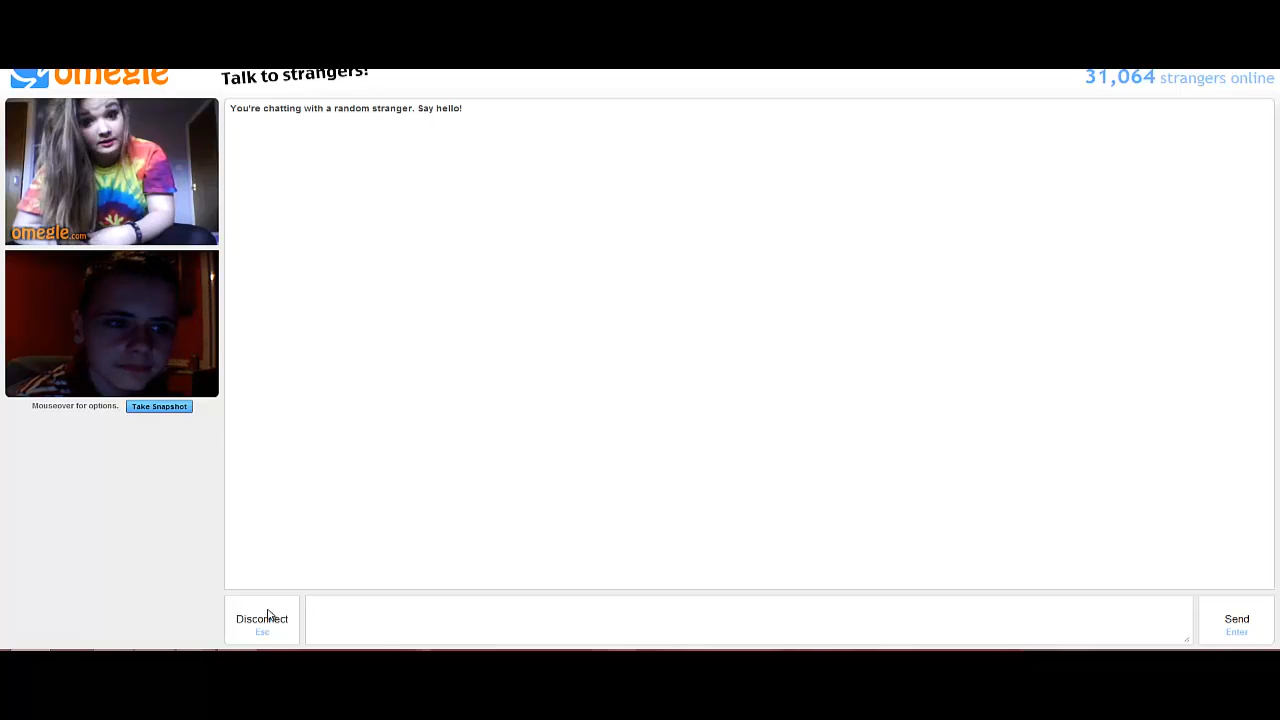 omegle
Talk to strangers!
31,064 strangers online
You're chatting with a random stranger. Say hello!
omegle.com
Mouseover for options.
Take Snapshot
Disconnect
Esc
Send
Enter